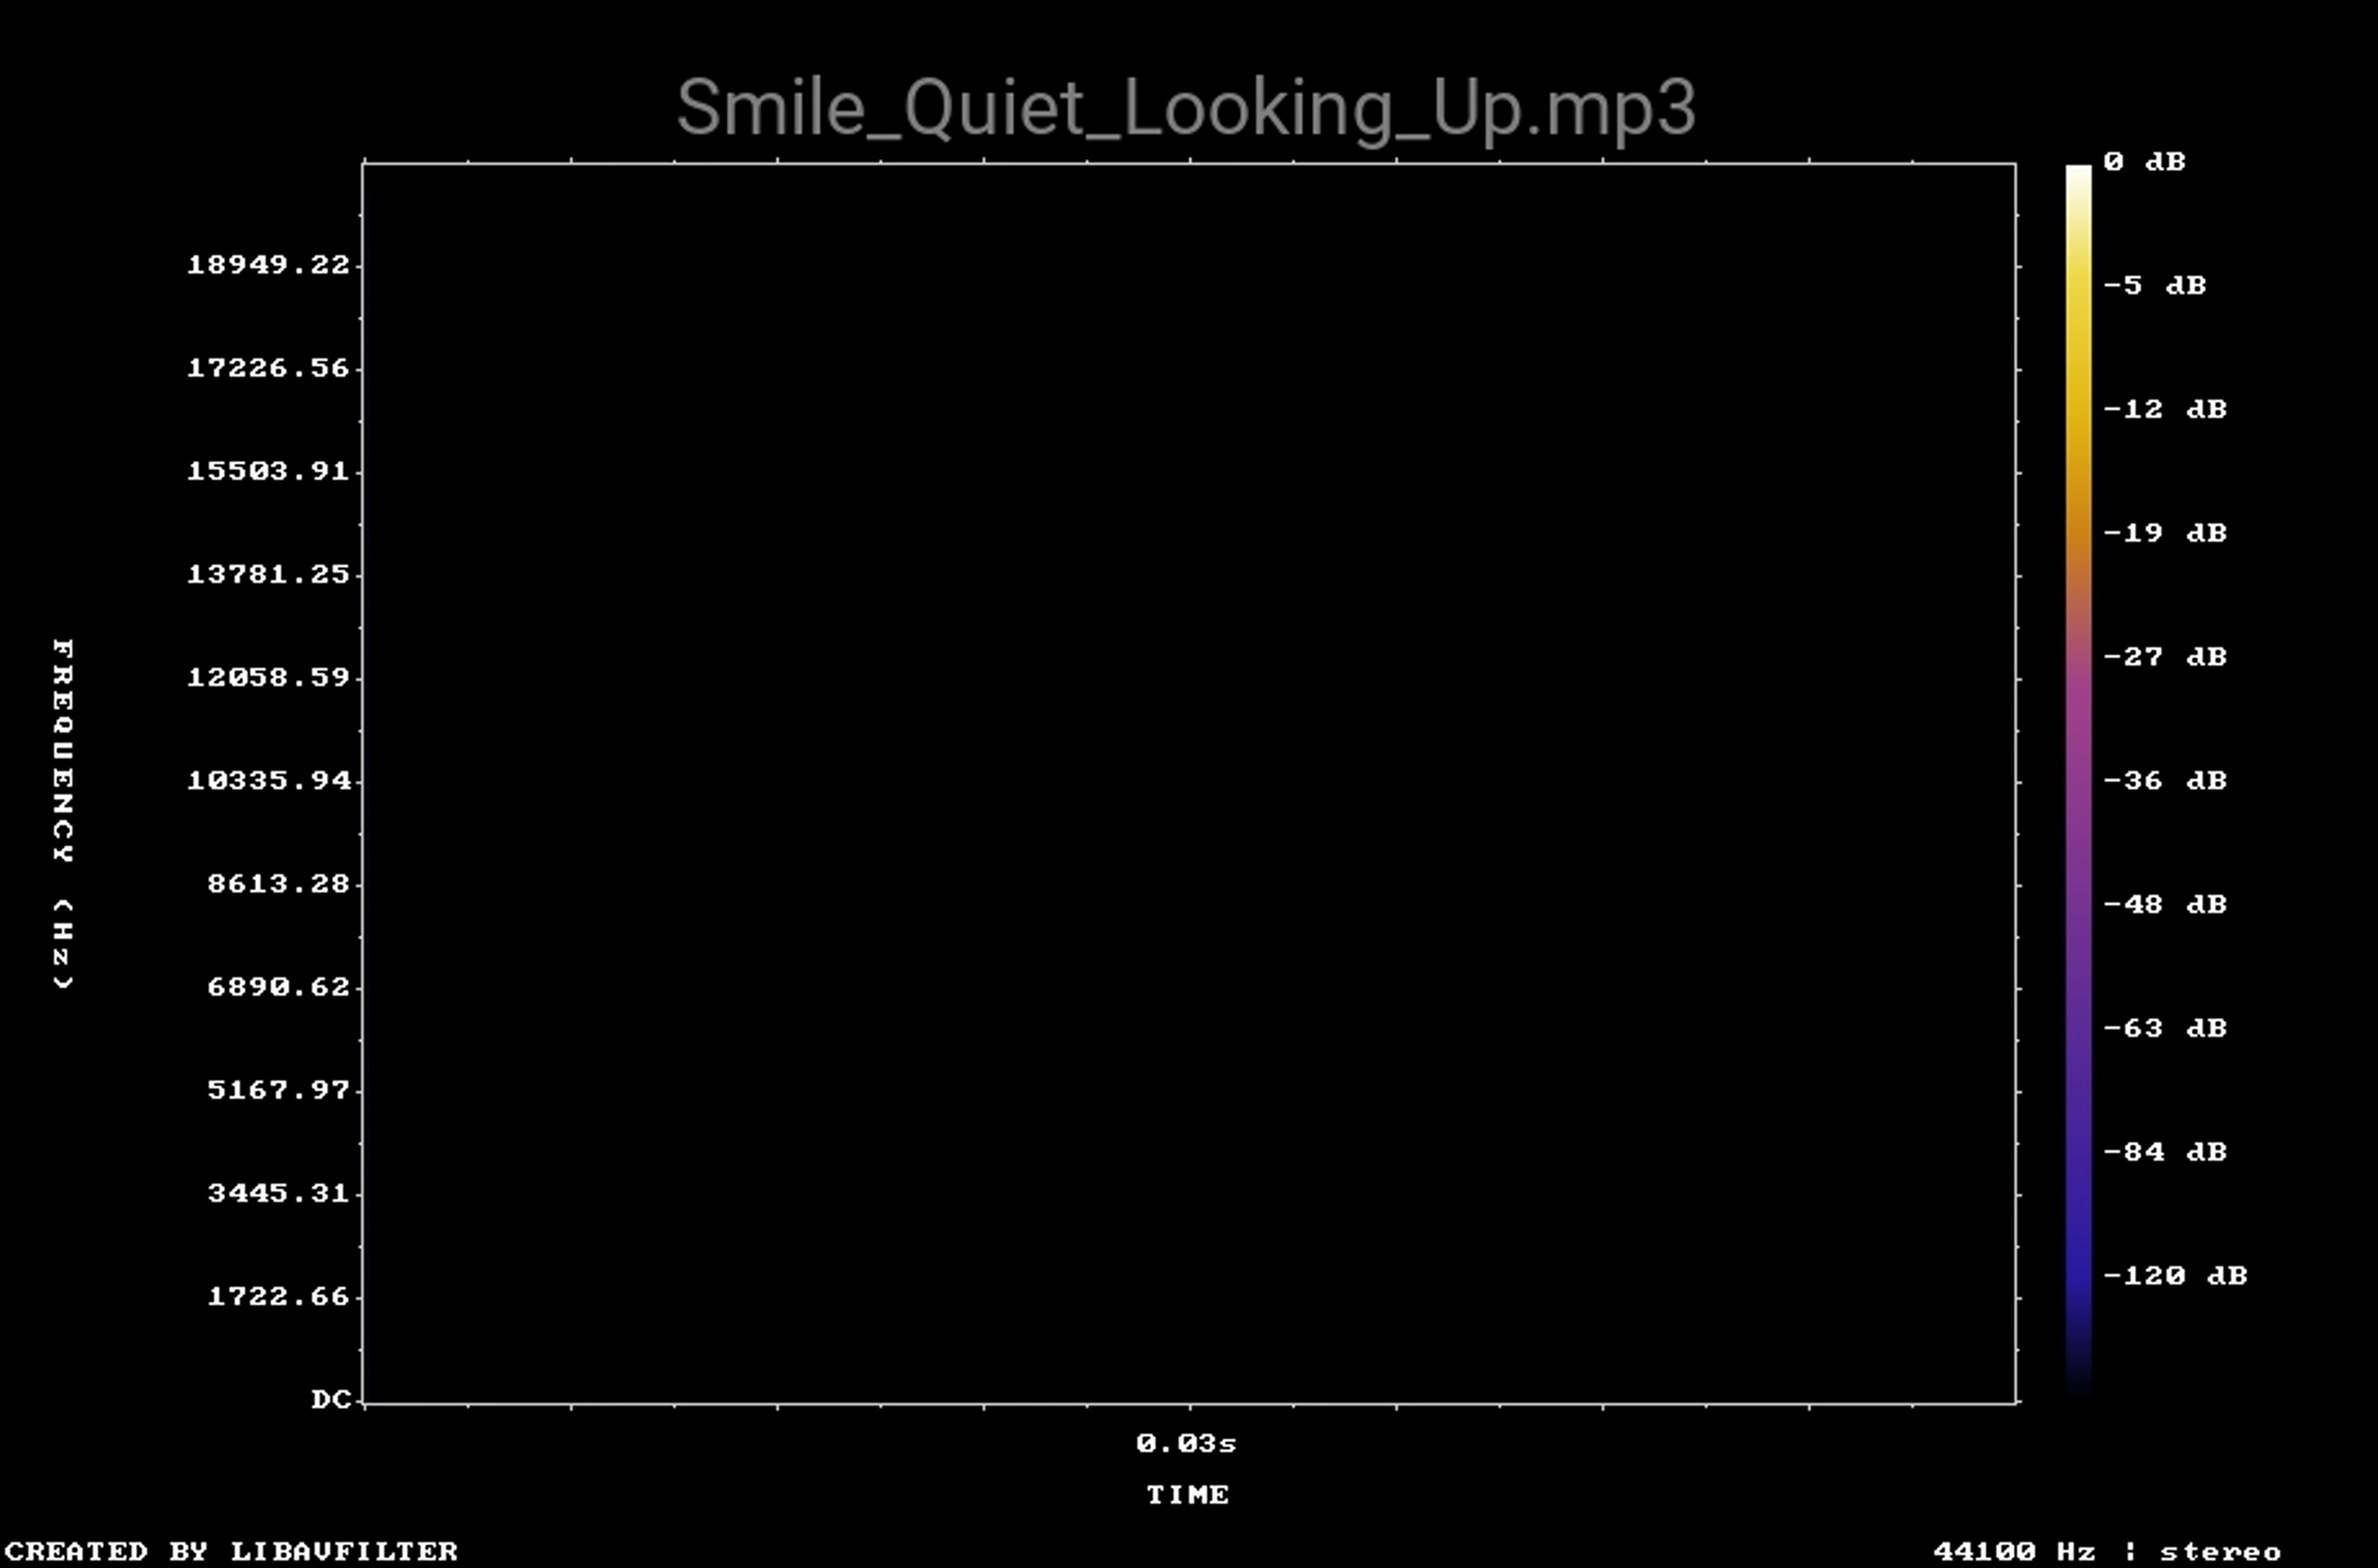 Smile_Quiet_Looking_Up.mp3
0 dB
18949.22
-5 dB
17226.56
-12 dB
15503.91
-19 dB
13781.25
-27 dB
12058.59
10335.94
-36 dB
8613.28
-48 dB
6890.62
-63 dB
5167.97
-84 dB
3445.31
-120 dB
1722.66
DC
FREQUENCY (Hz)
0.03s
TIME
CREATED BY LIBAVFILTER
44100 Hz | stereo